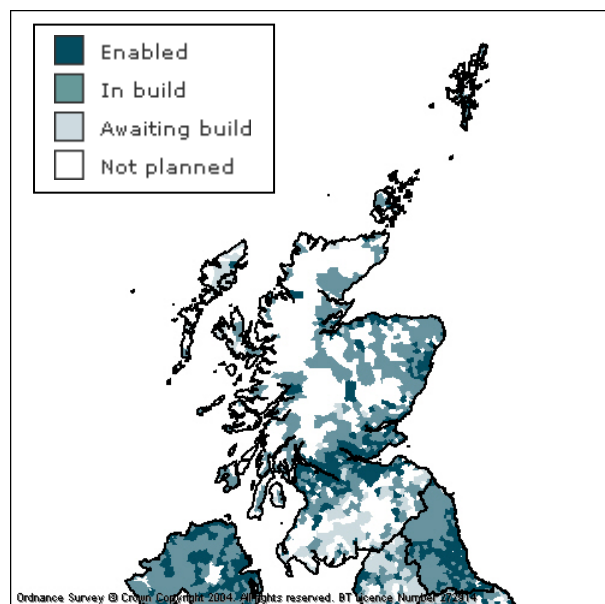 Enabled
In build
Awaiting build
Not planned
Ordnance Survey © Crown Copyright 2004. All rights reserved. BT Licence Number 272914